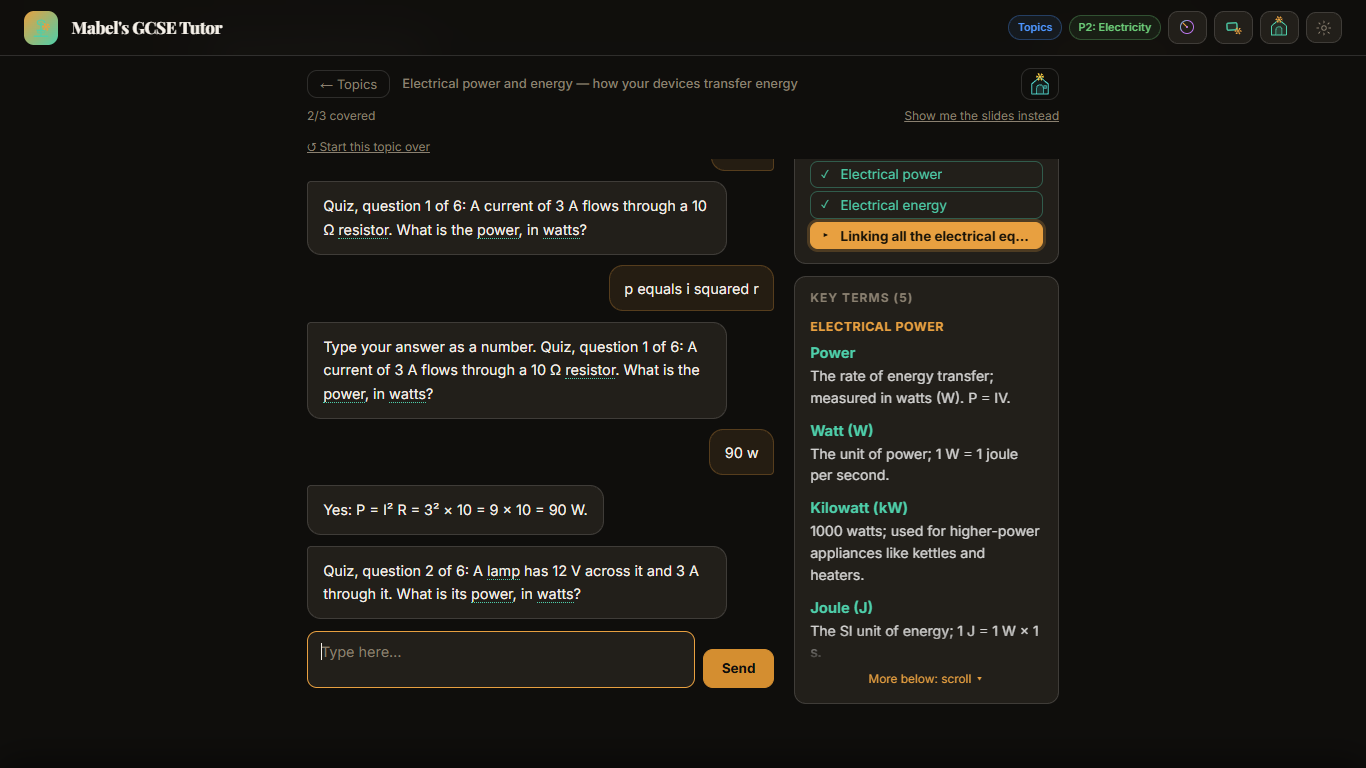 Mabel's GCSE Tutor
Topics
P2: Electricity
← Topics
Electrical power and energy — how your devices transfer energy
2/3 covered
Show me the slides instead
↺ Start this topic over
Quiz, question 1 of 6: A current of 3 A flows through a 10
Ω resistor. What is the power, in watts?
p equals i squared r
Type your answer as a number. Quiz, question 1 of 6: A
current of 3 A flows through a 10 Ω resistor. What is the
power, in watts?
90 w
Yes: P = I² R = 3² × 10 = 9 × 10 = 90 W.
Quiz, question 2 of 6: A lamp has 12 V across it and 3 A
through it. What is its power, in watts?
Type here...
Send
✓ Electrical power
✓ Electrical energy
‣ Linking all the electrical eq...
KEY TERMS (5)
ELECTRICAL POWER
Power
The rate of energy transfer;
measured in watts (W). P = IV.
Watt (W)
The unit of power; 1 W = 1 joule
per second.
Kilowatt (kW)
1000 watts; used for higher-power
appliances like kettles and
heaters.
Joule (J)
The SI unit of energy; 1 J = 1 W × 1
s.
More below: scroll ▾